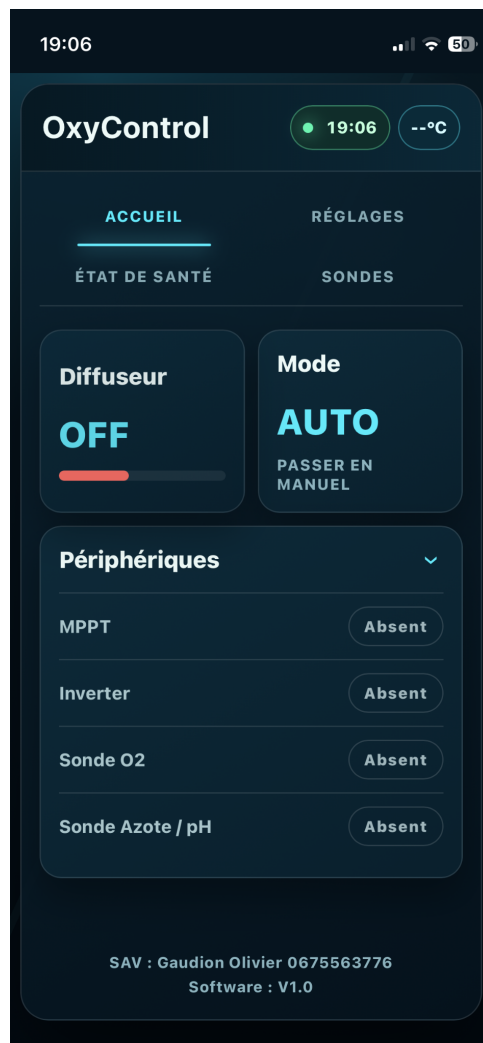 19:06
50
OxyControl
19:06
--°C
ACCUEIL
RÉGLAGES
ÉTAT DE SANTÉ
SONDES
Diffuseur
OFF
Mode
AUTO
PASSER EN
MANUEL
Périphériques
MPPT
Absent
Inverter
Absent
Sonde O2
Absent
Sonde Azote / pH
Absent
SAV : Gaudion Olivier 0675563776
Software : V1.0